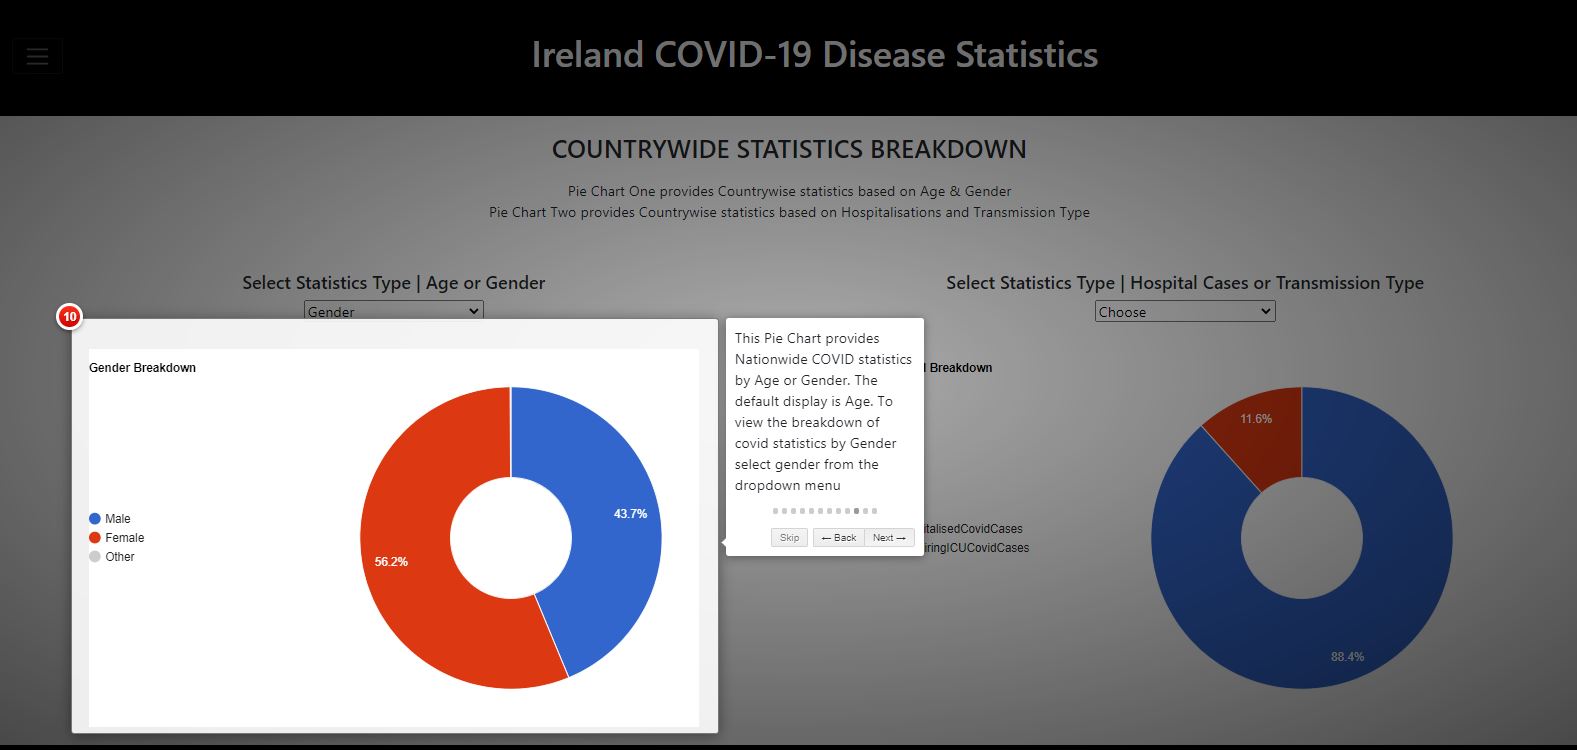 Ireland COVID-19 Disease Statistics
COUNTRYWIDE STATISTICS BREAKDOWN
Pie Chart One provides Countrywise statistics based on Age & Gender
Pie Chart Two provides Countrywise statistics based on Hospitalisations and Transmission Type
Select Statistics Type | Age or Gender
Gender
10
Gender Breakdown
Male
Female
Other
43.7%
56.2%
This Pie Chart provides
Nationwide COVID statistics
by Age or Gender. The
default display is Age. To
view the breakdown of
covid statistics by Gender
select gender from the
dropdown menu
Skip
← Back
Next →
Select Statistics Type | Hospital Cases or Transmission Type
Choose
Breakdown
italisedCovidCases
iringICUCovidCases
11.6%
88.4%